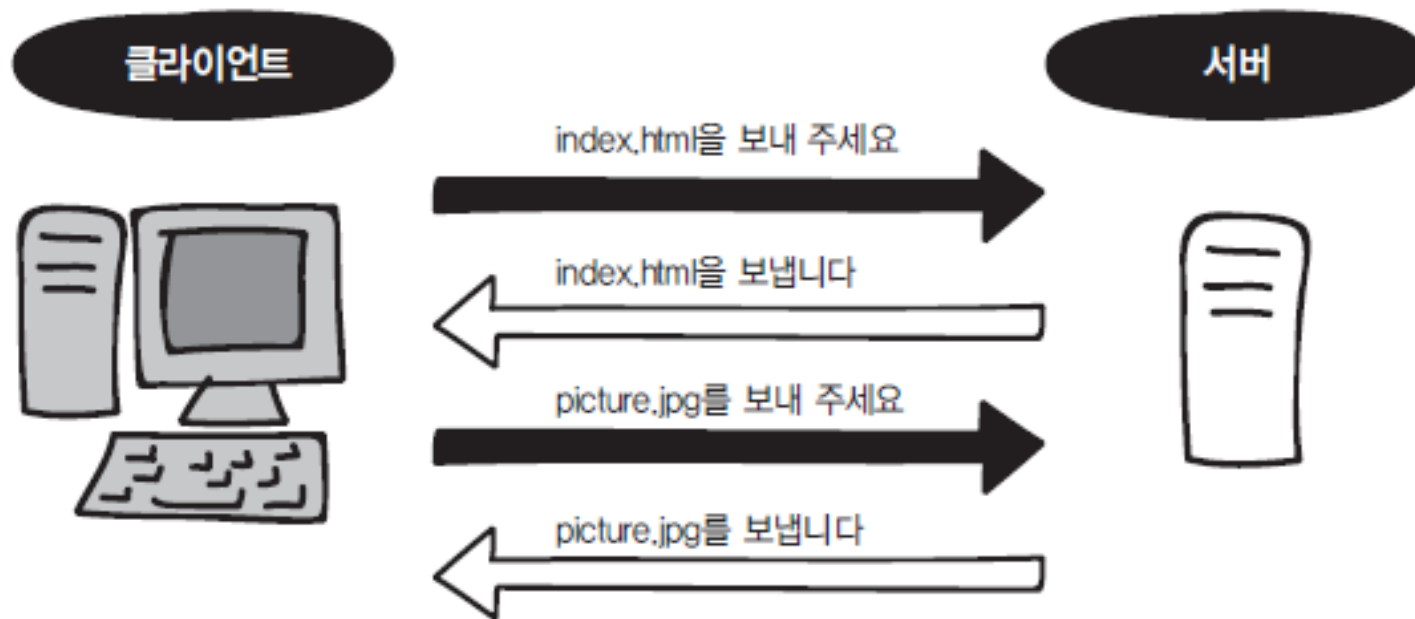 클라이언트
서버
index.html을 보내 주세요
index.html을 보냅니다
picture.jpg를 보내 주세요
picture.jpg를 보냅니다